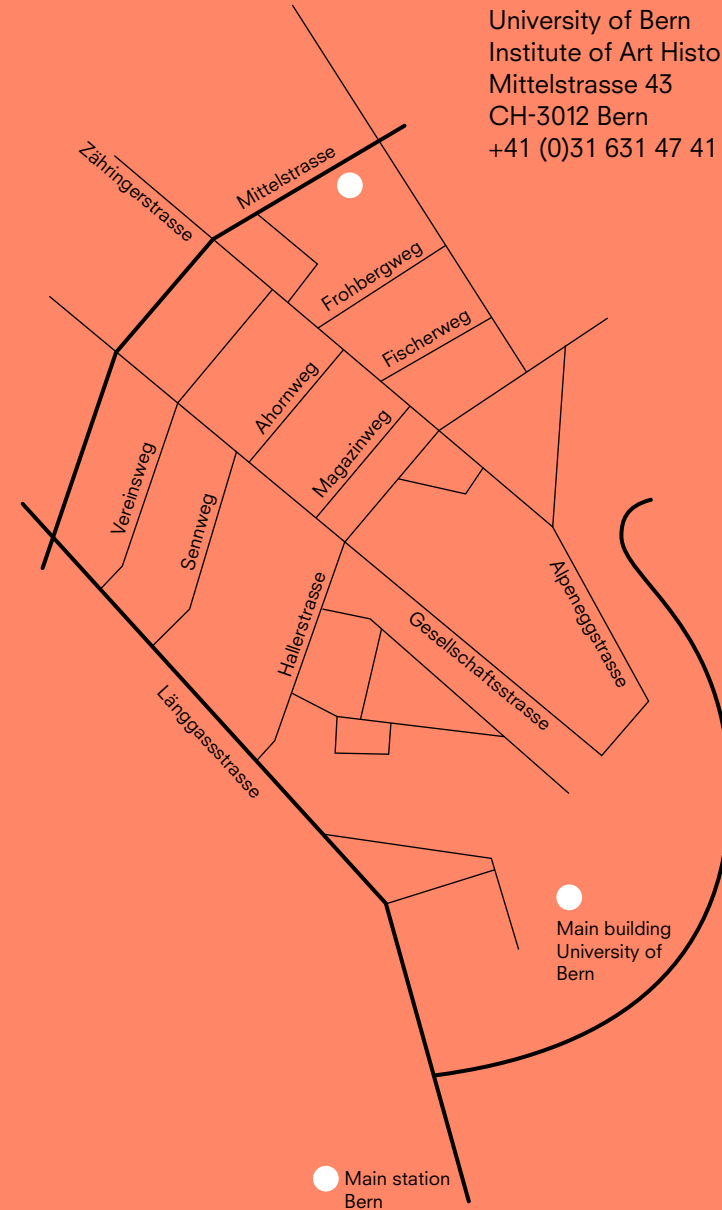 University of Bern
Institute of Art Histo
Mittelstrasse 43
CH-3012 Bern
+41 (0)31 631 47 41
Zähringerstrasse
Mittelstrasse
Frohbergweg
Fischerweg
Ahornweg
Magazinweg
Vereinsweg
Sennweg
Hallerstrasse
Gesellschaftsstrasse
Alpeneggstrasse
Länggassstrasse
Main building
University of
Bern
Main station
Bern